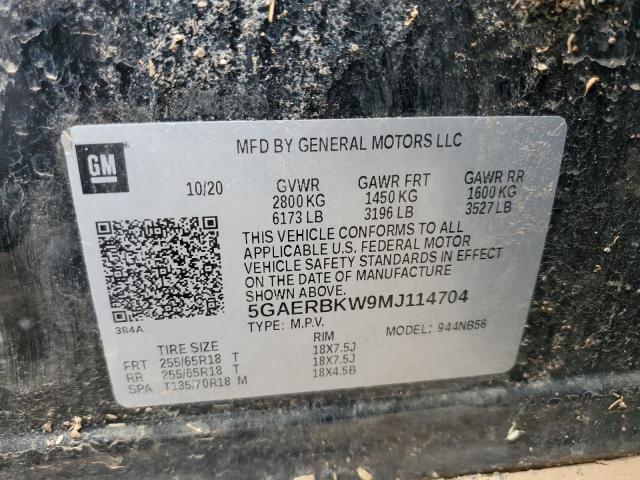 MFD BY GENERAL MOTORS LLC
GM
10/20 GVWR GAWR FRT GAWR RR
2800 KG 1450 KG 1600 KG
6173 LB 3196 LB 3527 LB
THIS VEHICLE CONFORMS TO ALL
APPLICABLE U.S. FEDERAL MOTOR
VEHICLE SAFETY STANDARDS IN EFFECT
ON THE DATE OF MANUFACTURE
SHOWN ABOVE.
384A
5GAERBKW9MJ114704
TYPE: M.P.V. MODEL: 944NB56
TIRE SIZE RIM
FRT 255/65R18 T 18X7.5J
RR 255/65R18 T 18X7.5J
SPA T135/70R18 M 18X4.5B